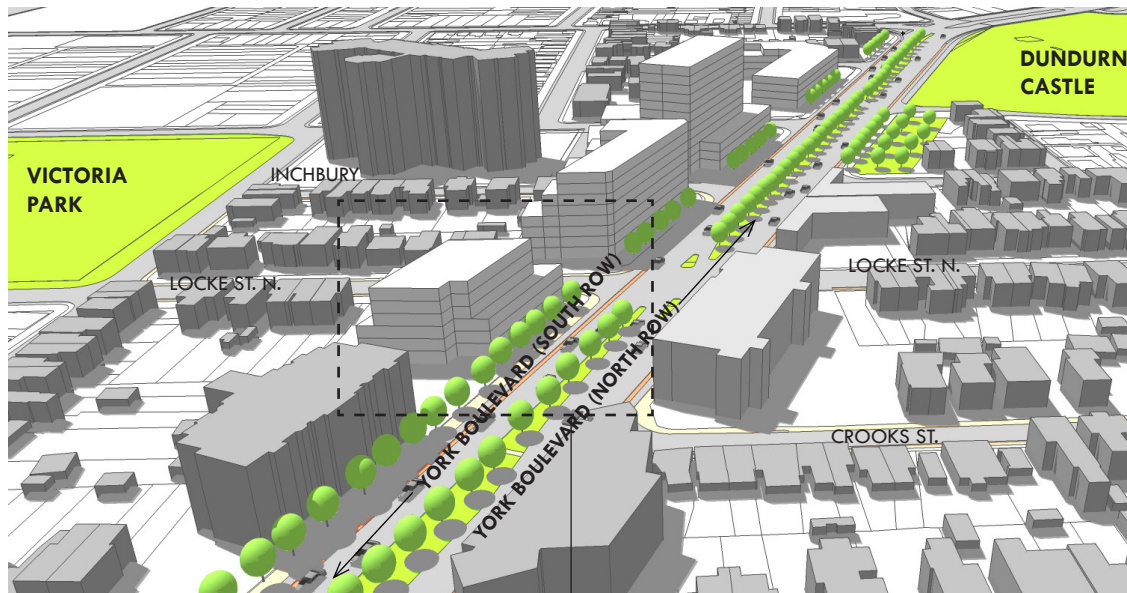 DUNDURN
CASTLE
VICTORIA
PARK
INCHBURY
LOCKE ST. N.
LOCKE ST. N.
YORK BOULEVARD (SOUTH ROW)
YORK BOULEVARD (NORTH ROW)
CROOKS ST.